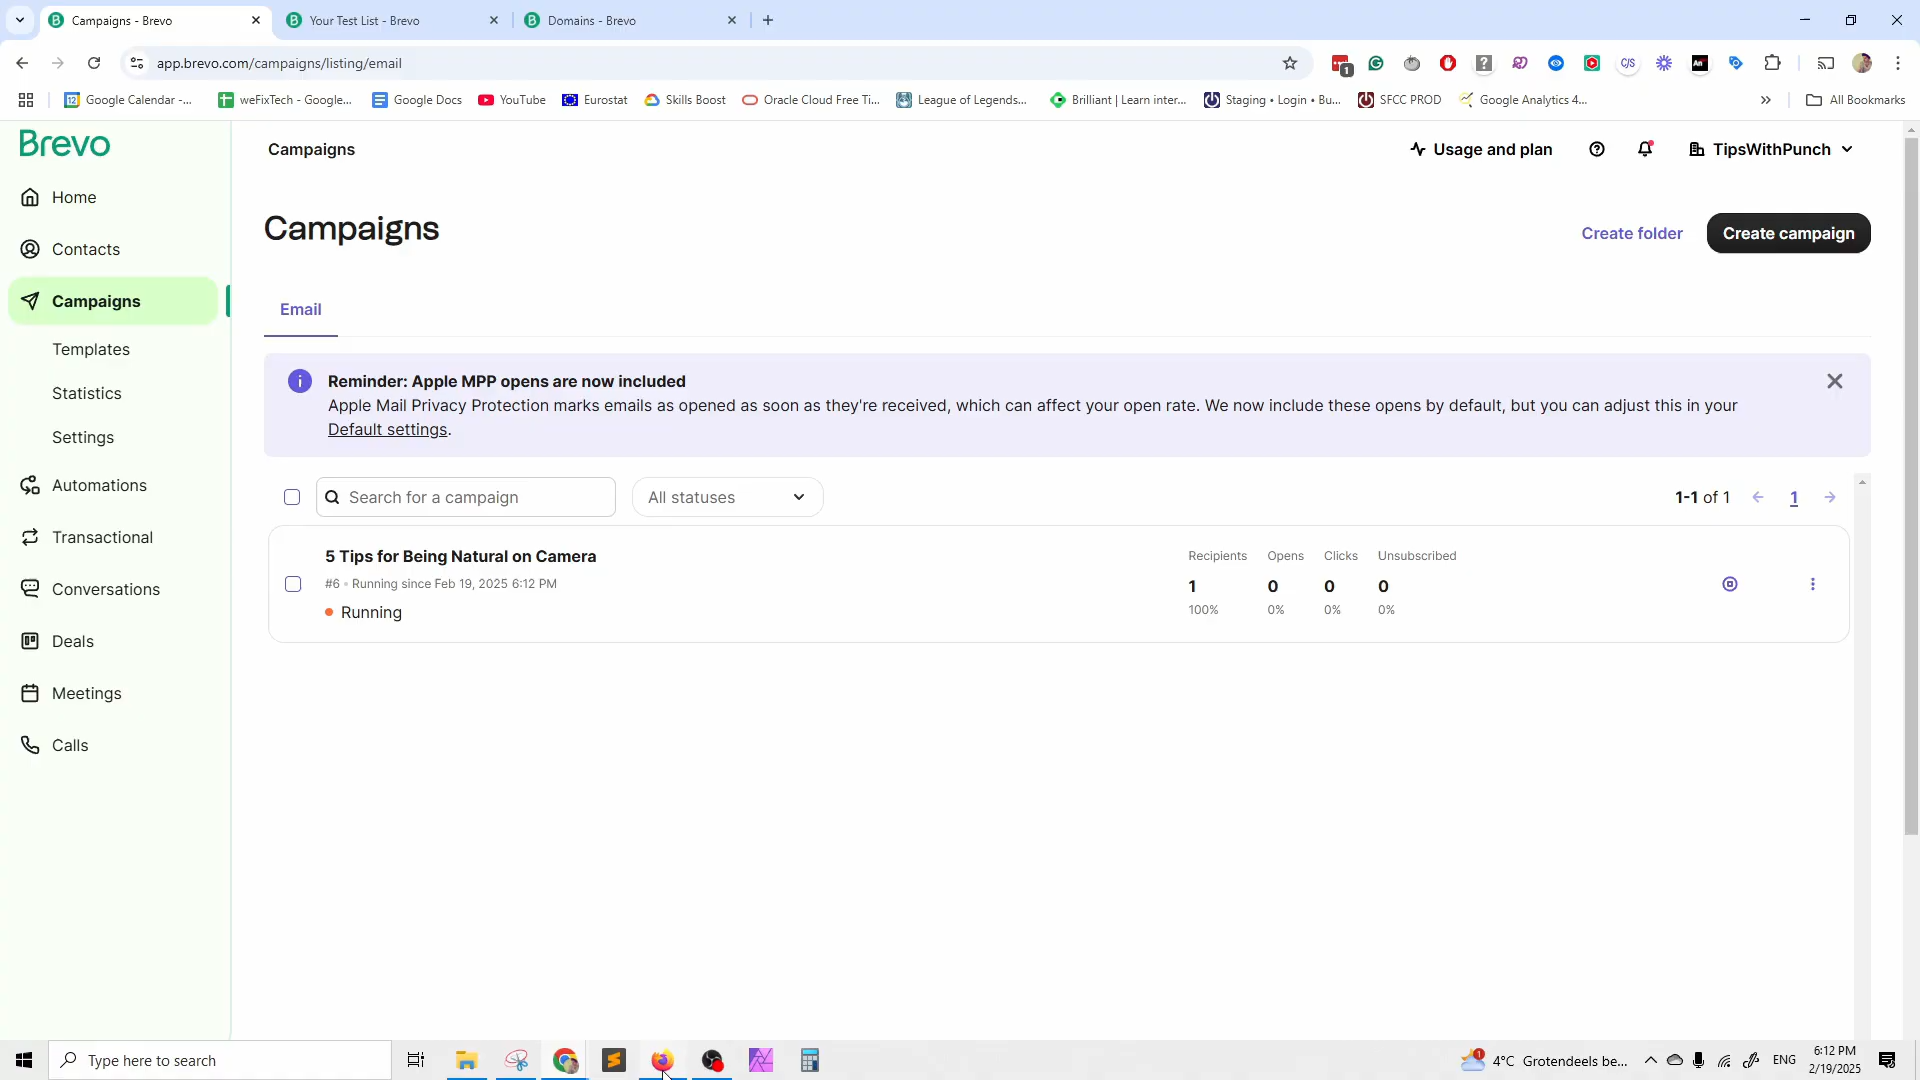 Campaigns - Brevo
Your Test List - Brevo
Domains - Brevo
app.brevo.com/campaigns/listing/email
1
C/S
An
Google Calendar -...
weFixTech - Google...
Google Docs
YouTube
Eurostat
Skills Boost
Oracle Cloud Free Ti...
League of Legends...
Brilliant | Learn inter...
Staging • Login • Bu...
SFCC PROD
Google Analytics 4...
All Bookmarks
Brevo
Campaigns
Usage and plan
TipsWithPunch
Home
Contacts
Campaigns
Templates
Statistics
Settings
Automations
Transactional
Conversations
Deals
Meetings
Calls
Campaigns
Create folder
Create campaign
Email
Reminder: Apple MPP opens are now included
Apple Mail Privacy Protection marks emails as opened as soon as they're received, which can affect your open rate. We now include these opens by default, but you can adjust this in your
Default settings.
Search for a campaign
All statuses
1-1 of 1
1
5 Tips for Being Natural on Camera
#6 • Running since Feb 19, 2025 6:12 PM
Running
Recipients Opens Clicks Unsubscribed
1 0 0 0
100% 0% 0% 0%
Type here to search
1
4°C Grotendeels be...
ENG
6:12 PM
2/19/2025